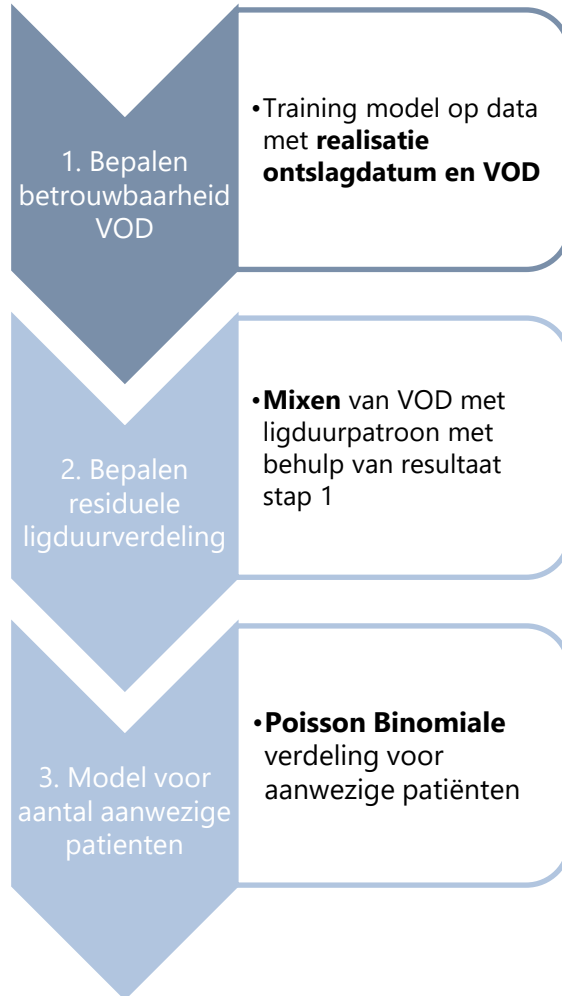 1. Bepalen
betrouwbaarheid
VOD
•Training model op data
met realisatie
ontslagdatum en VOD
2. Bepalen
residuele
ligduurverdeling
•Mixen van VOD met
ligduurpatroon met
behulp van resultaat
stap 1
3. Model voor
aantal aanwezige
patienten
•Poisson Binomiale
verdeling voor
aanwezige patiënten